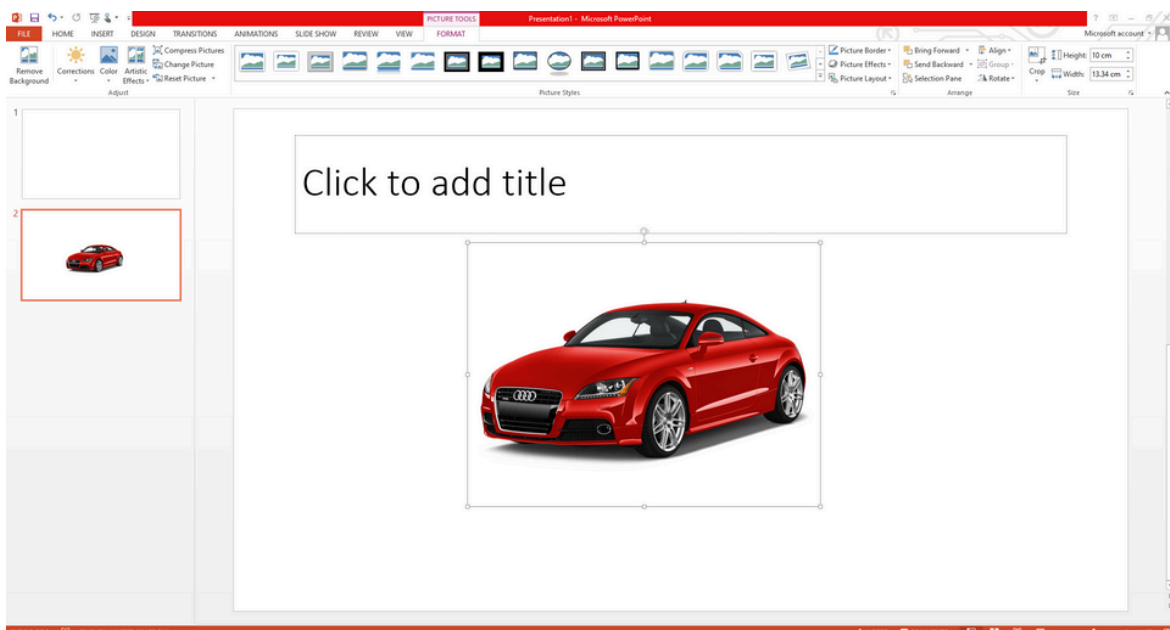 PICTURE TOOLS
Presentation1 - Microsoft PowerPoint
FILE HOME INSERT DESIGN TRANSITIONS ANIMATIONS SLIDE SHOW REVIEW VIEW FORMAT
Microsoft account
Remove Background
Corrections
Color
Artistic Effects
Compress Pictures
Change Picture
Reset Picture
Adjust
Picture Styles
Picture Border
Picture Effects
Picture Layout
Bring Forward
Send Backward
Selection Pane
Align
Group
Rotate
Arrange
Crop
Height: 10 cm
Width: 13.34 cm
Size
1
2
Click to add title